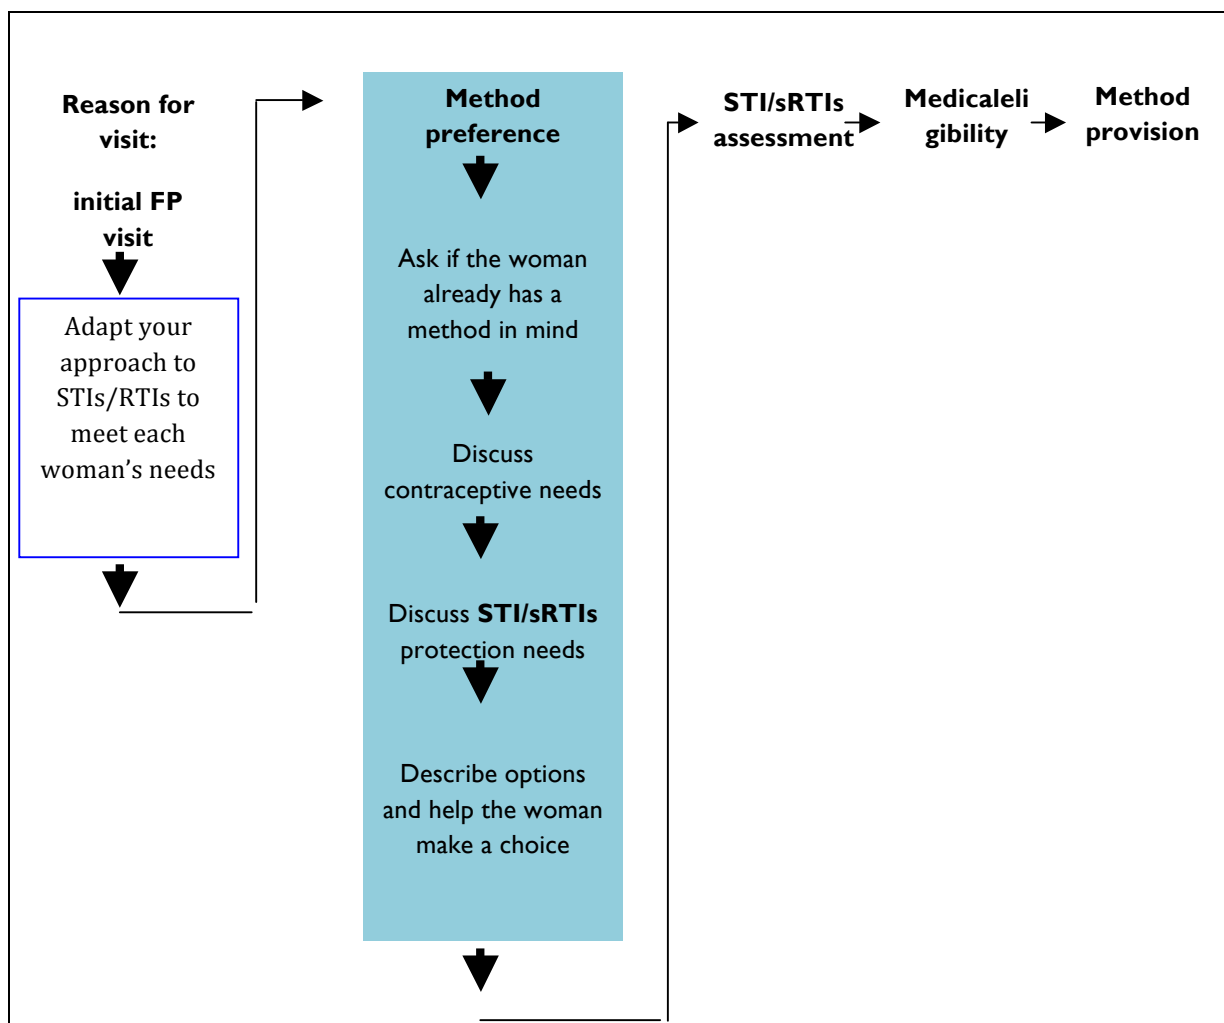 Reason for
visit:
initial FP
visit
Adapt your
approach to
STIs/RTIs to
meet each
woman’s needs
Method
preference
Ask if the woman
already has a
method in mind
Discuss
contraceptive needs
Discuss STI/sRTIs
protection needs
Describe options
and help the woman
make a choice
STI/sRTIs
assessment
Medicaleli
gibility
Method
provision